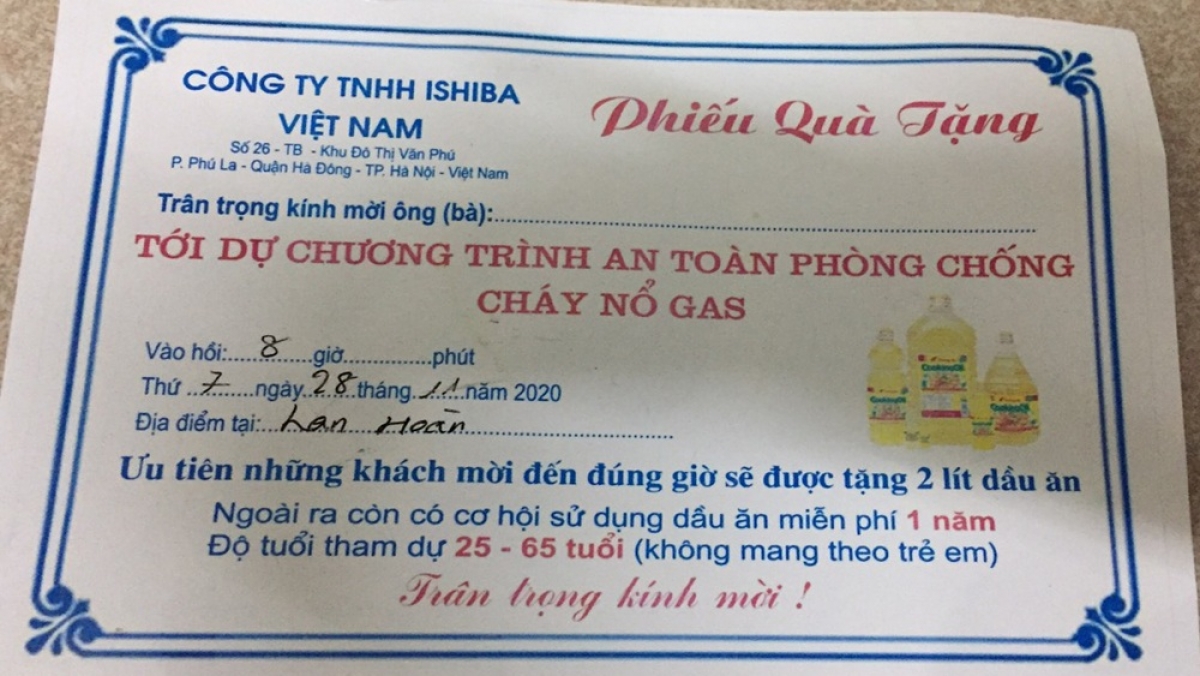 CÔNG TY TNHH ISHIBA
VIỆT NAM
Số 26 - TB - Khu Đô Thị Văn Phú
P. Phú La - Quận Hà Đông - TP. Hà Nội - Việt Nam
Phiếu Quà Tặng
Trân trọng kính mời ông (bà):
TỚI DỰ CHƯƠNG TRÌNH AN TOÀN PHÒNG CHỐNG
CHÁY NỔ GAS
Vào hồi: 8 giờ phút
Thứ 7 ngày 28 tháng 11 năm 2020
Địa điểm tại: Lan Hoàn
CookingOil
CookingOil
CookingOil
Ưu tiên những khách mời đến đúng giờ sẽ được tặng 2 lít dầu ăn
Ngoài ra còn có cơ hội sử dụng dầu ăn miễn phí 1 năm
Độ tuổi tham dự 25 - 65 tuổi (không mang theo trẻ em)
Trân trọng kính mời !